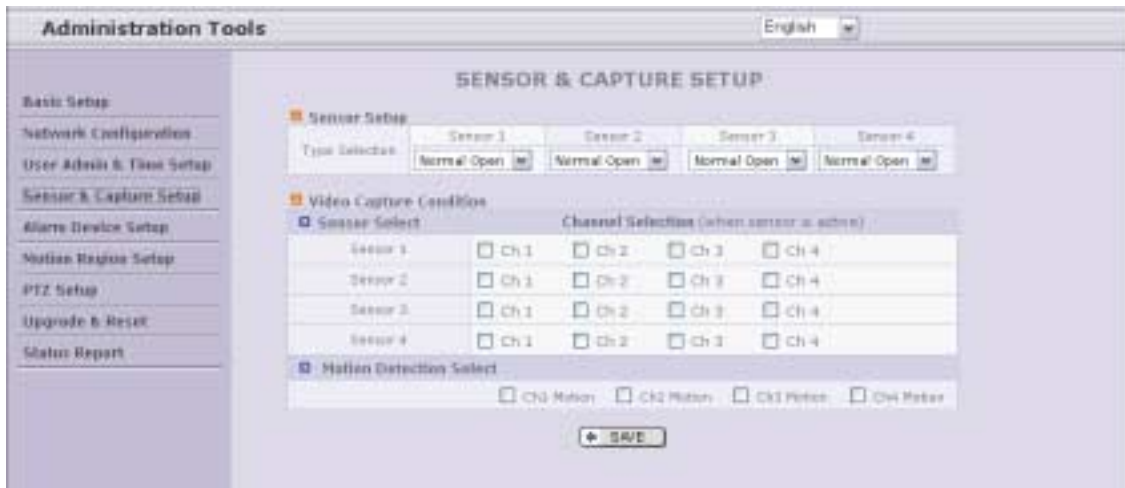 Administration Tools
English
SENSOR & CAPTURE SETUP
Basic Setup
Network Configuration
User Admin & Time Setup
Sensor & Capture Setup
Alarm Device Setup
Motion Region Setup
PTZ Setup
Upgrade & Reset
Status Report
Sensor Setup
Sensor 1 Sensor 2 Sensor 3 Sensor 4
Type Selection Normal Open Normal Open Normal Open Normal Open
Video Capture Condition
Sensor Select Channel Selection (when sensor is active)
Sensor 1 Ch 1 Ch 2 Ch 3 Ch 4
Sensor 2 Ch 1 Ch 2 Ch 3 Ch 4
Sensor 3 Ch 1 Ch 2 Ch 3 Ch 4
Sensor 4 Ch 1 Ch 2 Ch 3 Ch 4
Motion Detection Select
Ch1 Motion Ch2 Motion Ch3 Motion Ch4 Motion
SAVE